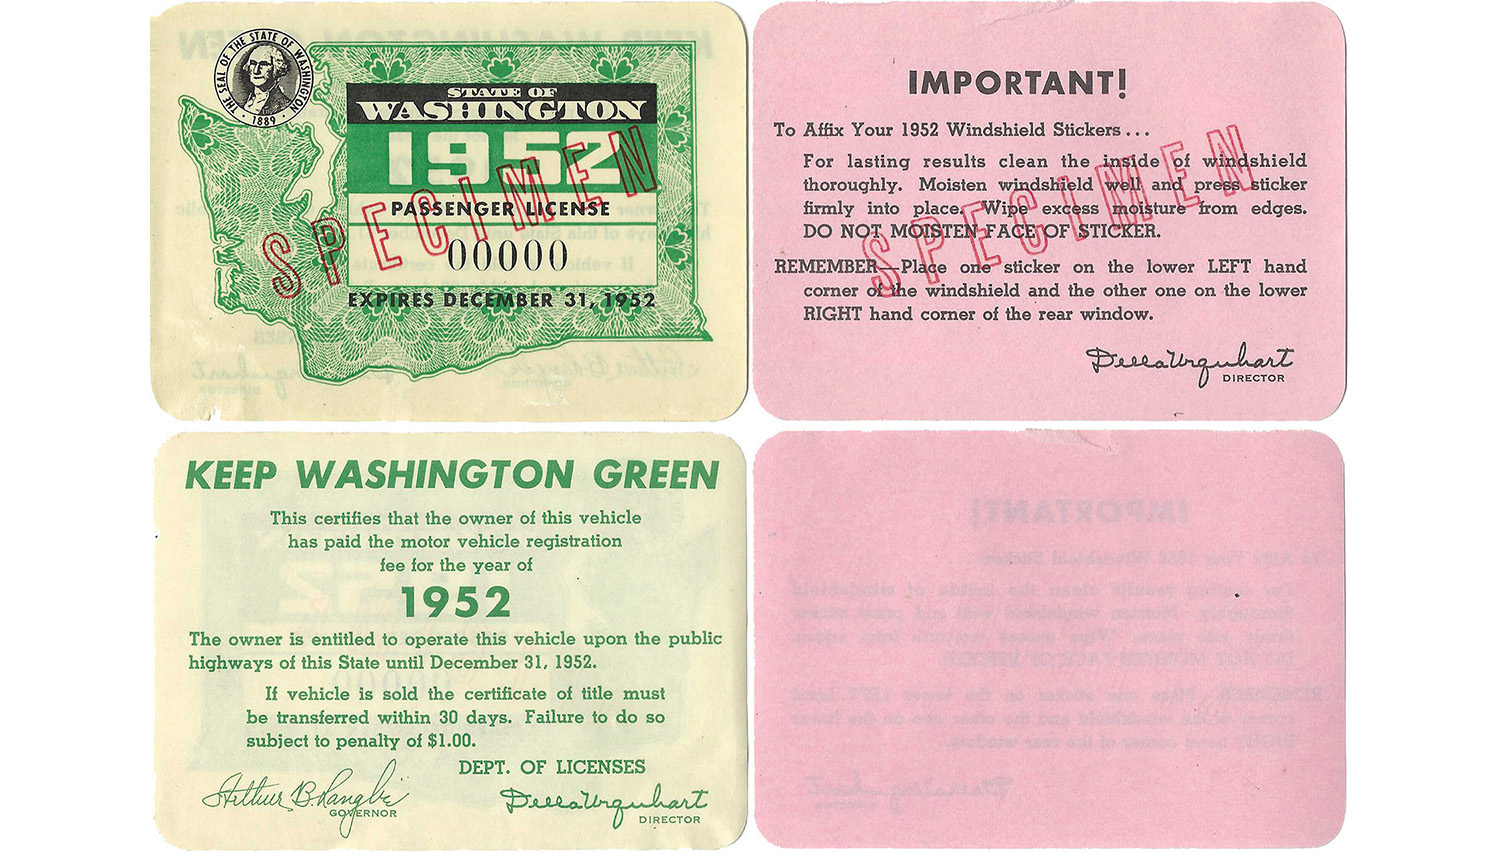 THE SEAL OF THE STATE OF WASHINGTON
1889
STATE OF
WASHINGTON
1952
PASSENGER LICENSE
00000
EXPIRES DECEMBER 31, 1952
SPECIMEN
IMPORTANT!
To Affix Your 1952 Windshield Stickers...
For lasting results clean the inside of windshield
thoroughly. Moisten windshield well and press sticker
firmly into place. Wipe excess moisture from edges.
DO NOT MOISTEN FACE OF STICKER.
REMEMBER—Place one sticker on the lower LEFT hand
corner of the windshield and the other one on the lower
RIGHT hand corner of the rear window.
SPECIMEN
Della Urquhart
DIRECTOR
KEEP WASHINGTON GREEN
This certifies that the owner of this vehicle
has paid the motor vehicle registration
fee for the year of
1952
The owner is entitled to operate this vehicle upon the public
highways of this State until December 31, 1952.
If vehicle is sold the certificate of title must
be transferred within 30 days. Failure to do so
subject to penalty of $1.00.
DEPT. OF LICENSES
Arthur B Langlie
GOVERNOR
Della Urquhart
DIRECTOR